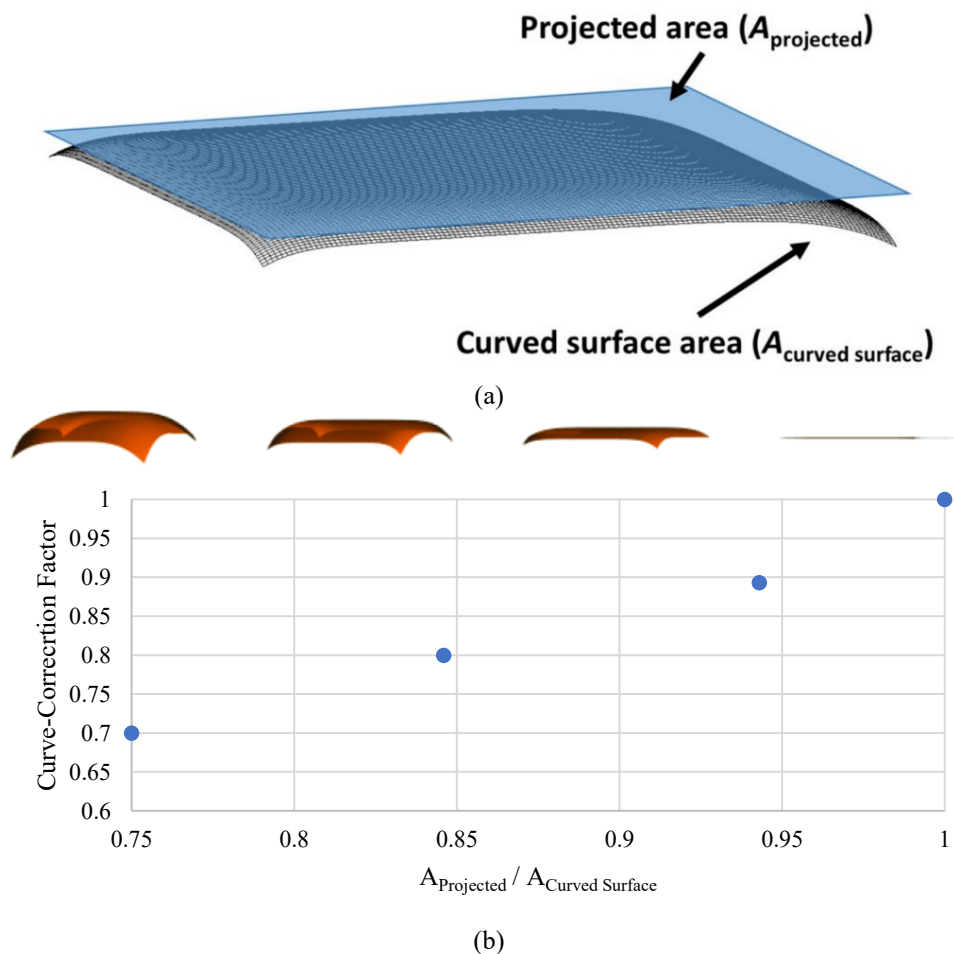 Projected area (Aprojected)
Curved surface area (Acurved surface)
(a)
1
0.95
0.9
0.85
0.8
0.75
0.7
0.65
0.6
Curve-Correcrtion Factor
0.75 0.8 0.85 0.9 0.95 1
AProjected / ACurved Surface
(b)